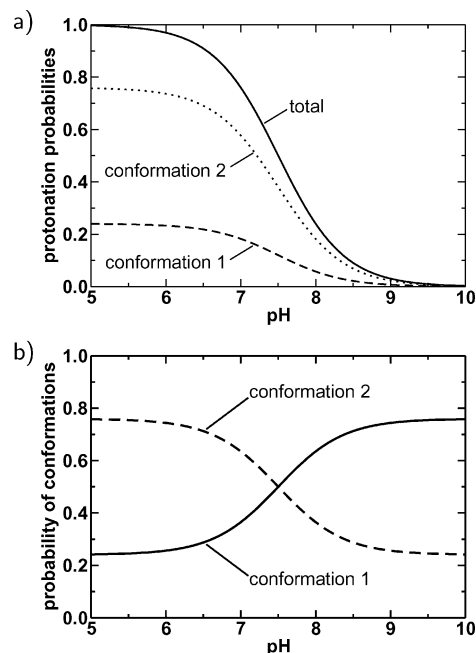 a)
protonation probabilities
1.0
0.8
0.6
0.4
0.2
0.0
total
conformation 2
conformation 1
5 6 7 8 9 10
pH
b)
probability of conformations
1.0
0.8
0.6
0.4
0.2
0.0
conformation 2
conformation 1
5 6 7 8 9 10
pH